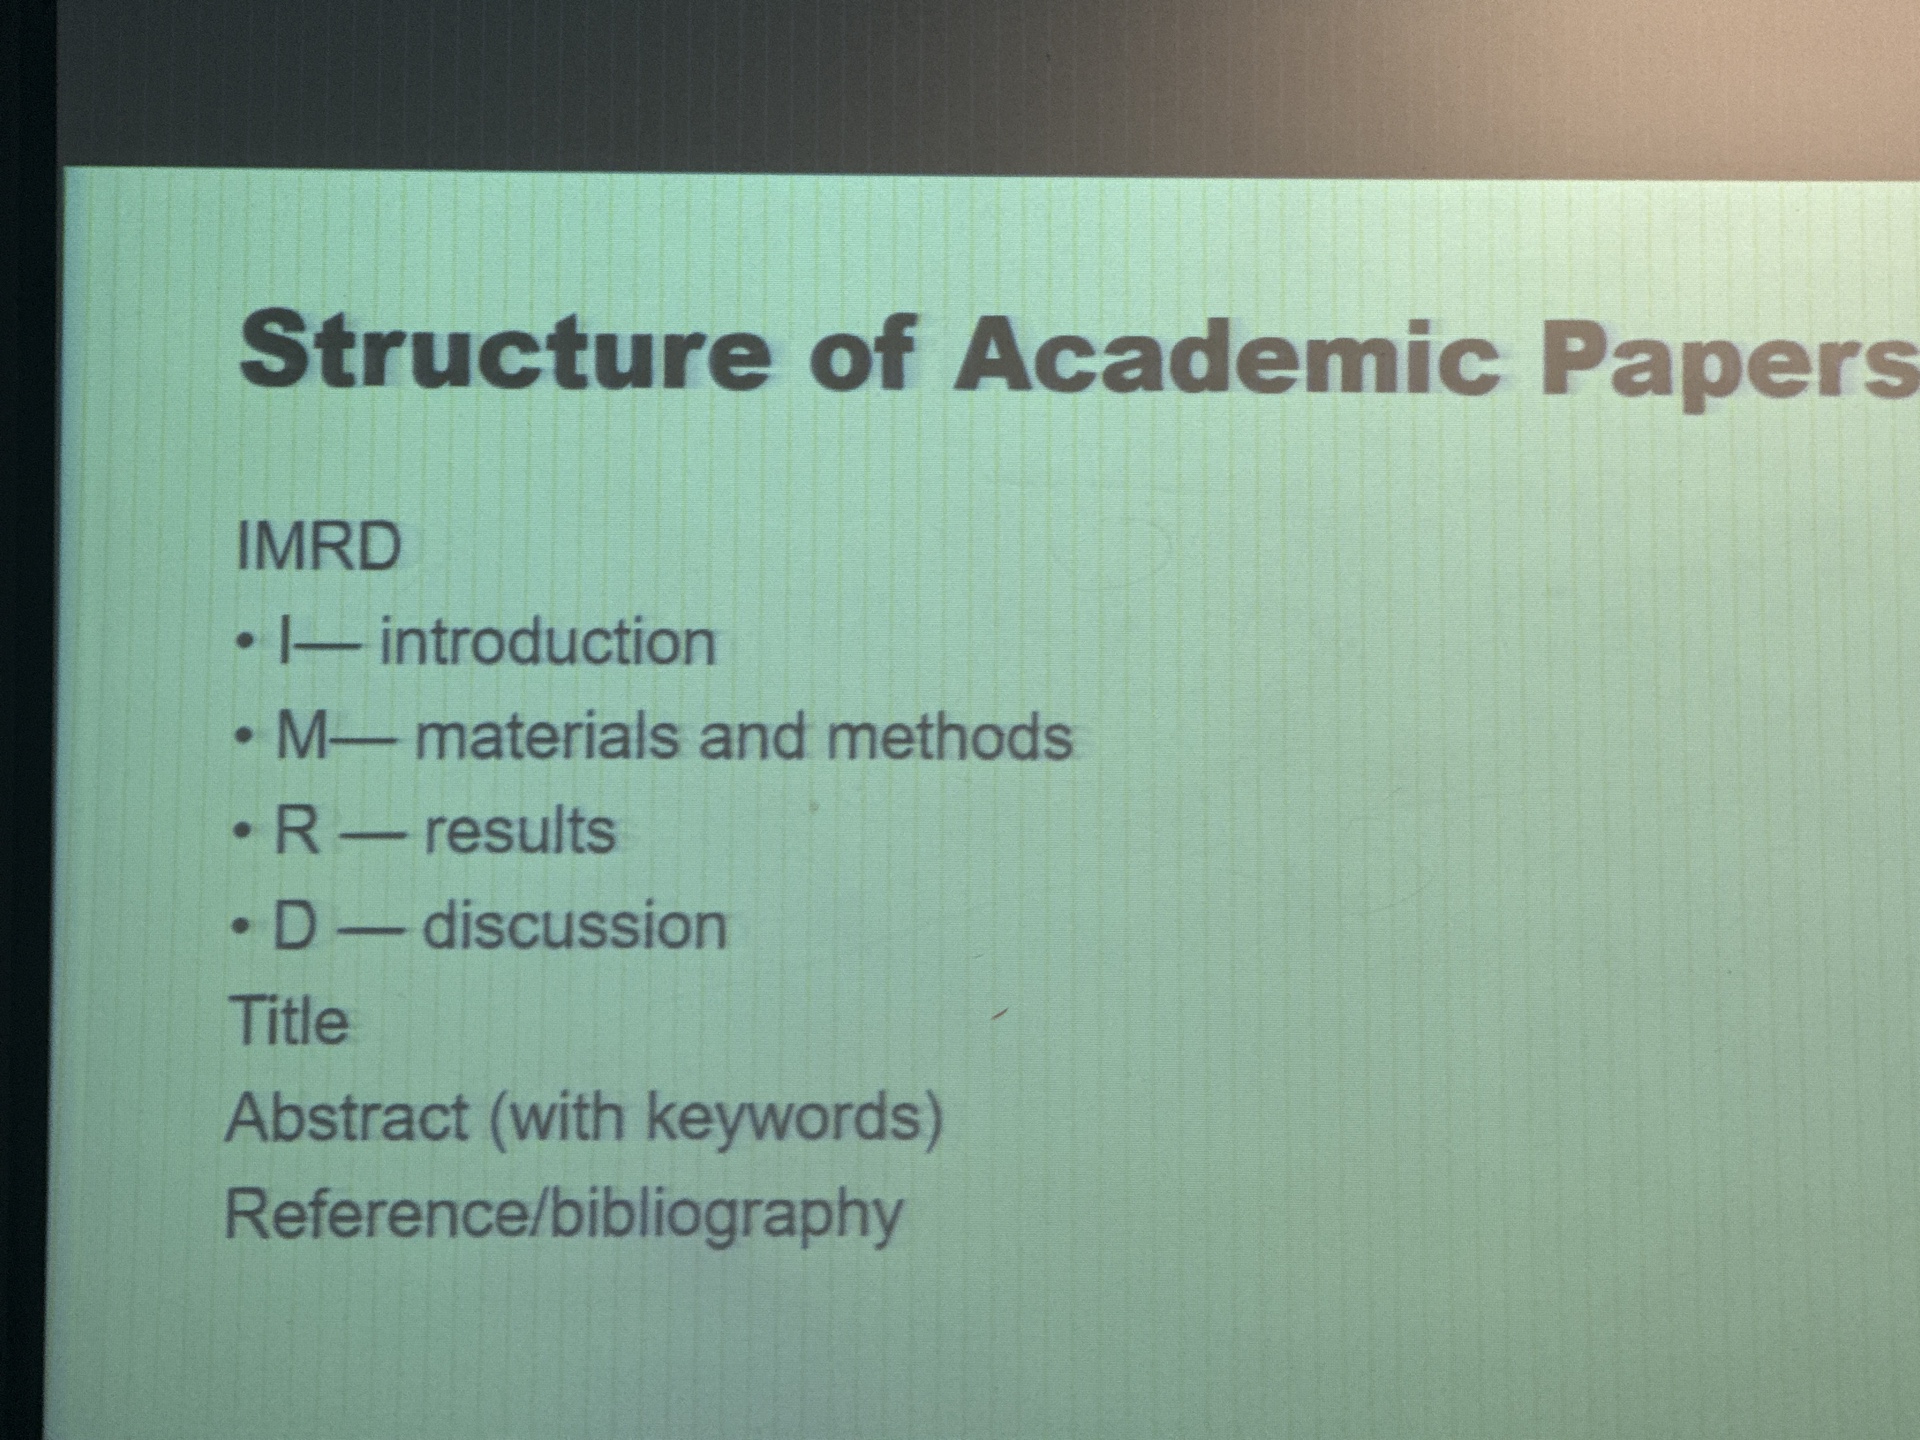 Structure of Academic Papers
IMRD
• I— introduction
• M— materials and methods
• R — results
• D — discussion
Title
Abstract (with keywords)
Reference/bibliography